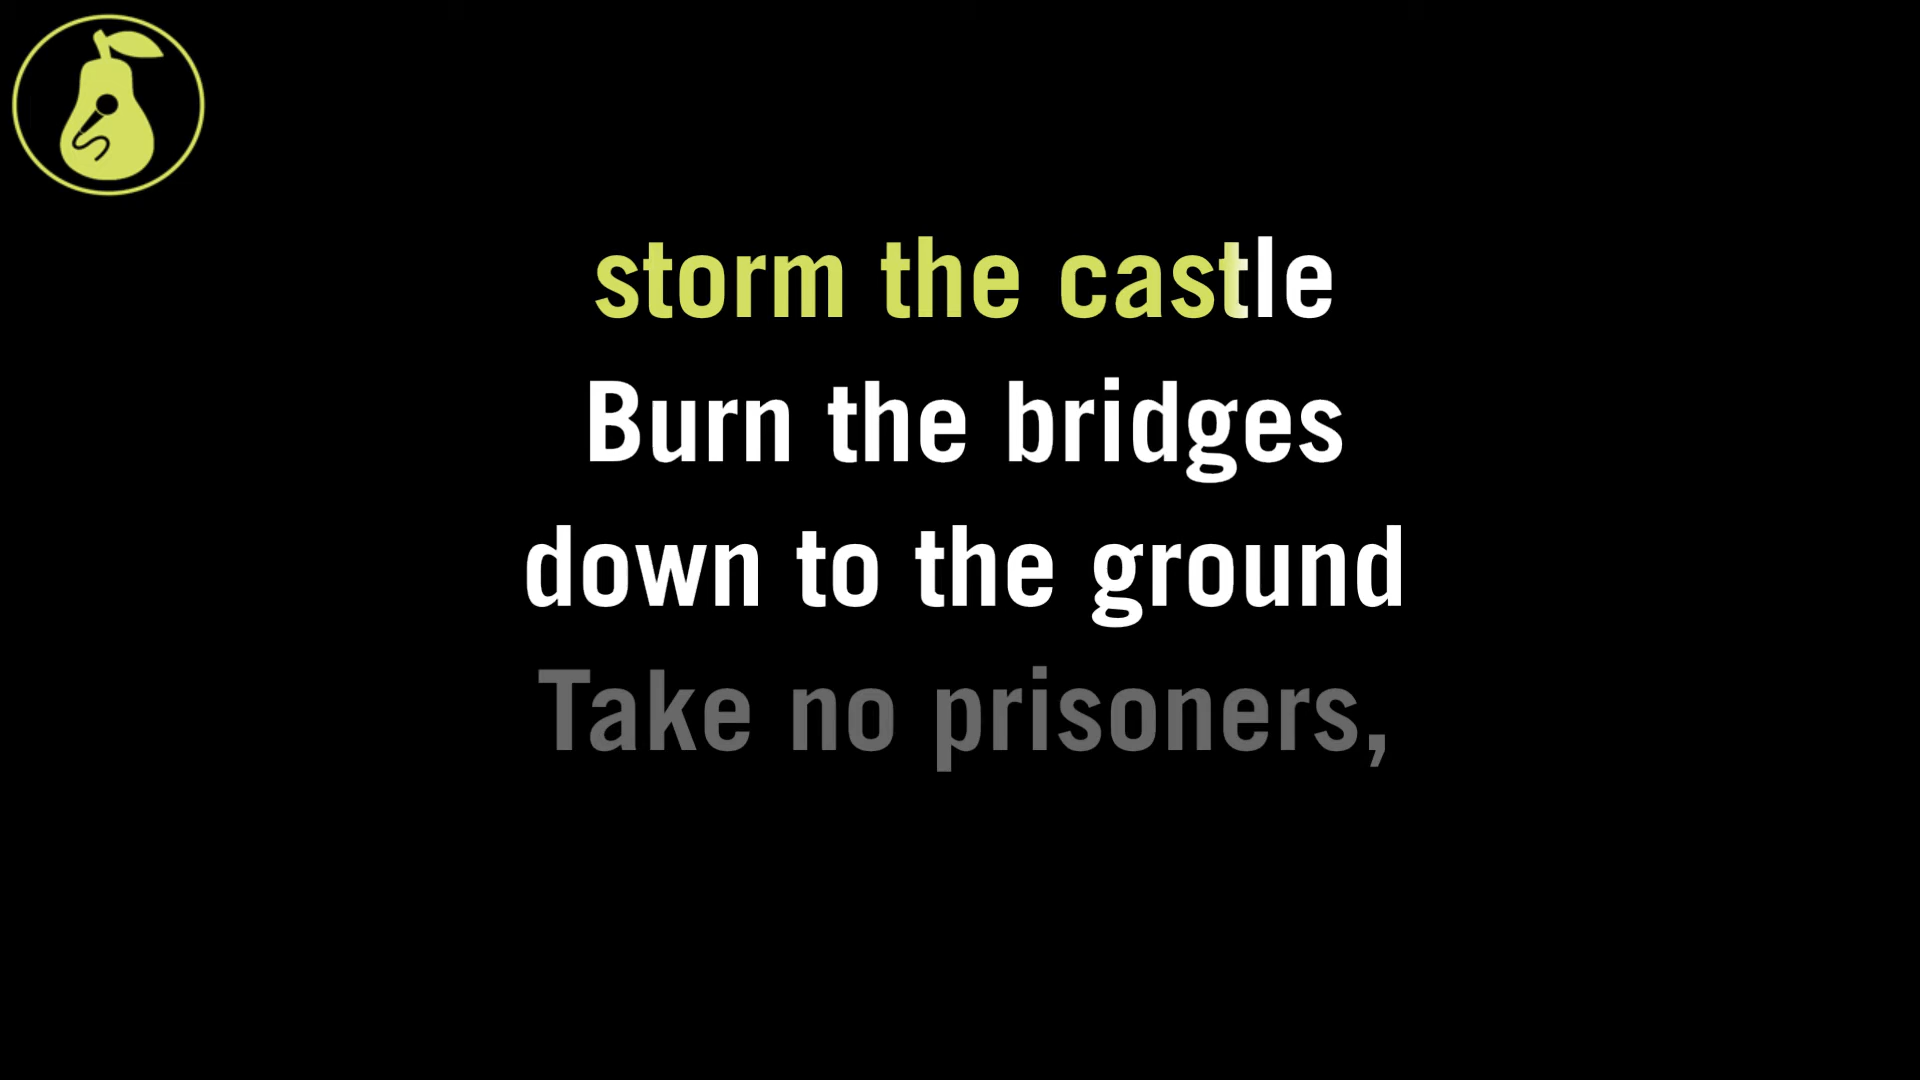 storm the castle
Burn the bridges
down to the ground
Take no prisoners,